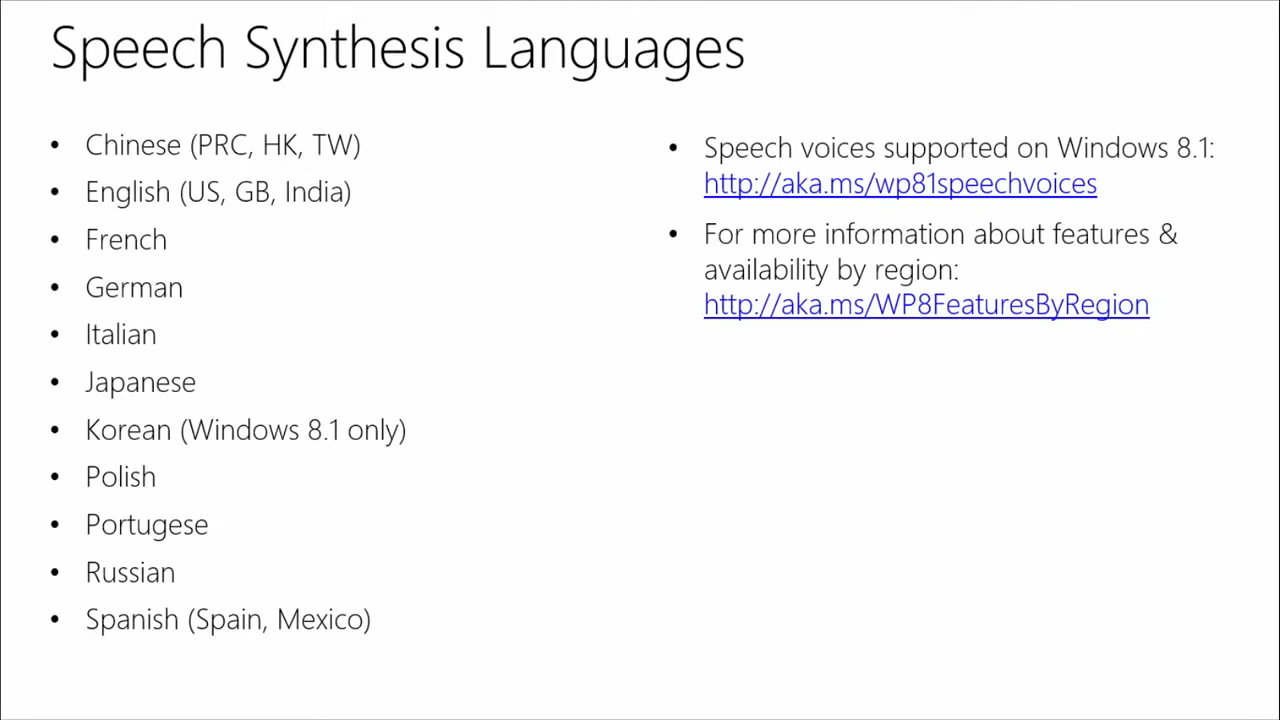 Speech Synthesis Languages
• Chinese (PRC, HK, TW)
• English (US, GB, India)
• French
• German
• Italian
• Japanese
• Korean (Windows 8.1 only)
• Polish
• Portugese
• Russian
• Spanish (Spain, Mexico)
• Speech voices supported on Windows 8.1:
http://aka.ms/wp81speechvoices
• For more information about features &
availability by region:
http://aka.ms/WP8FeaturesByRegion